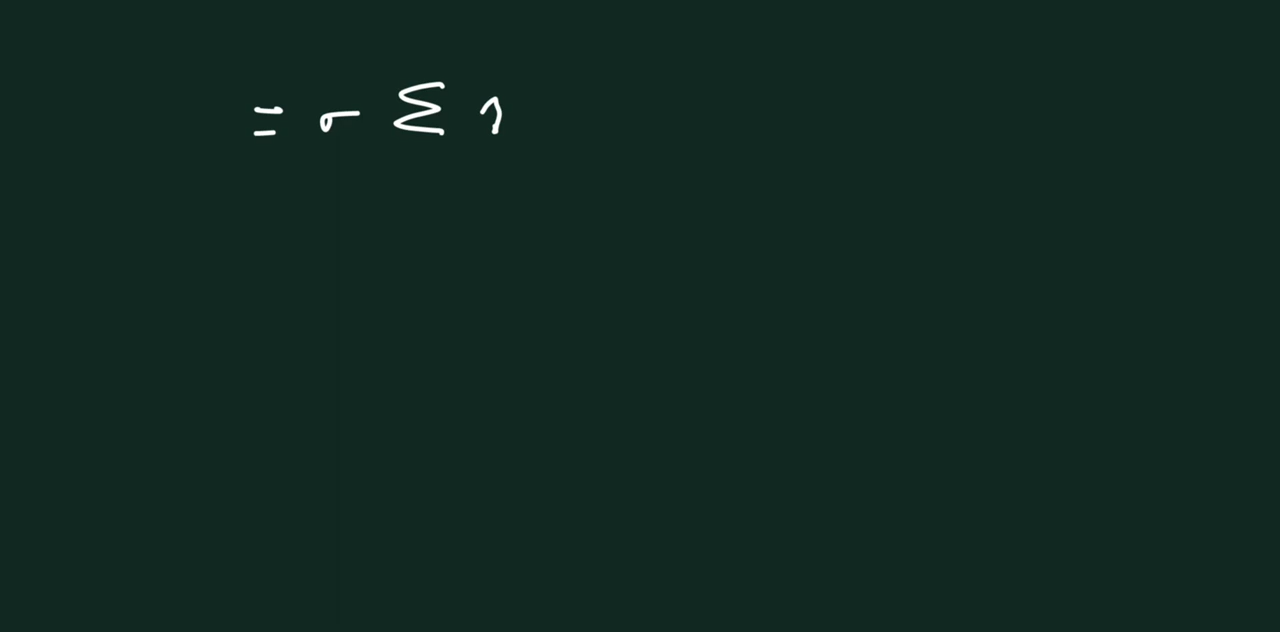 = σ Σ 1